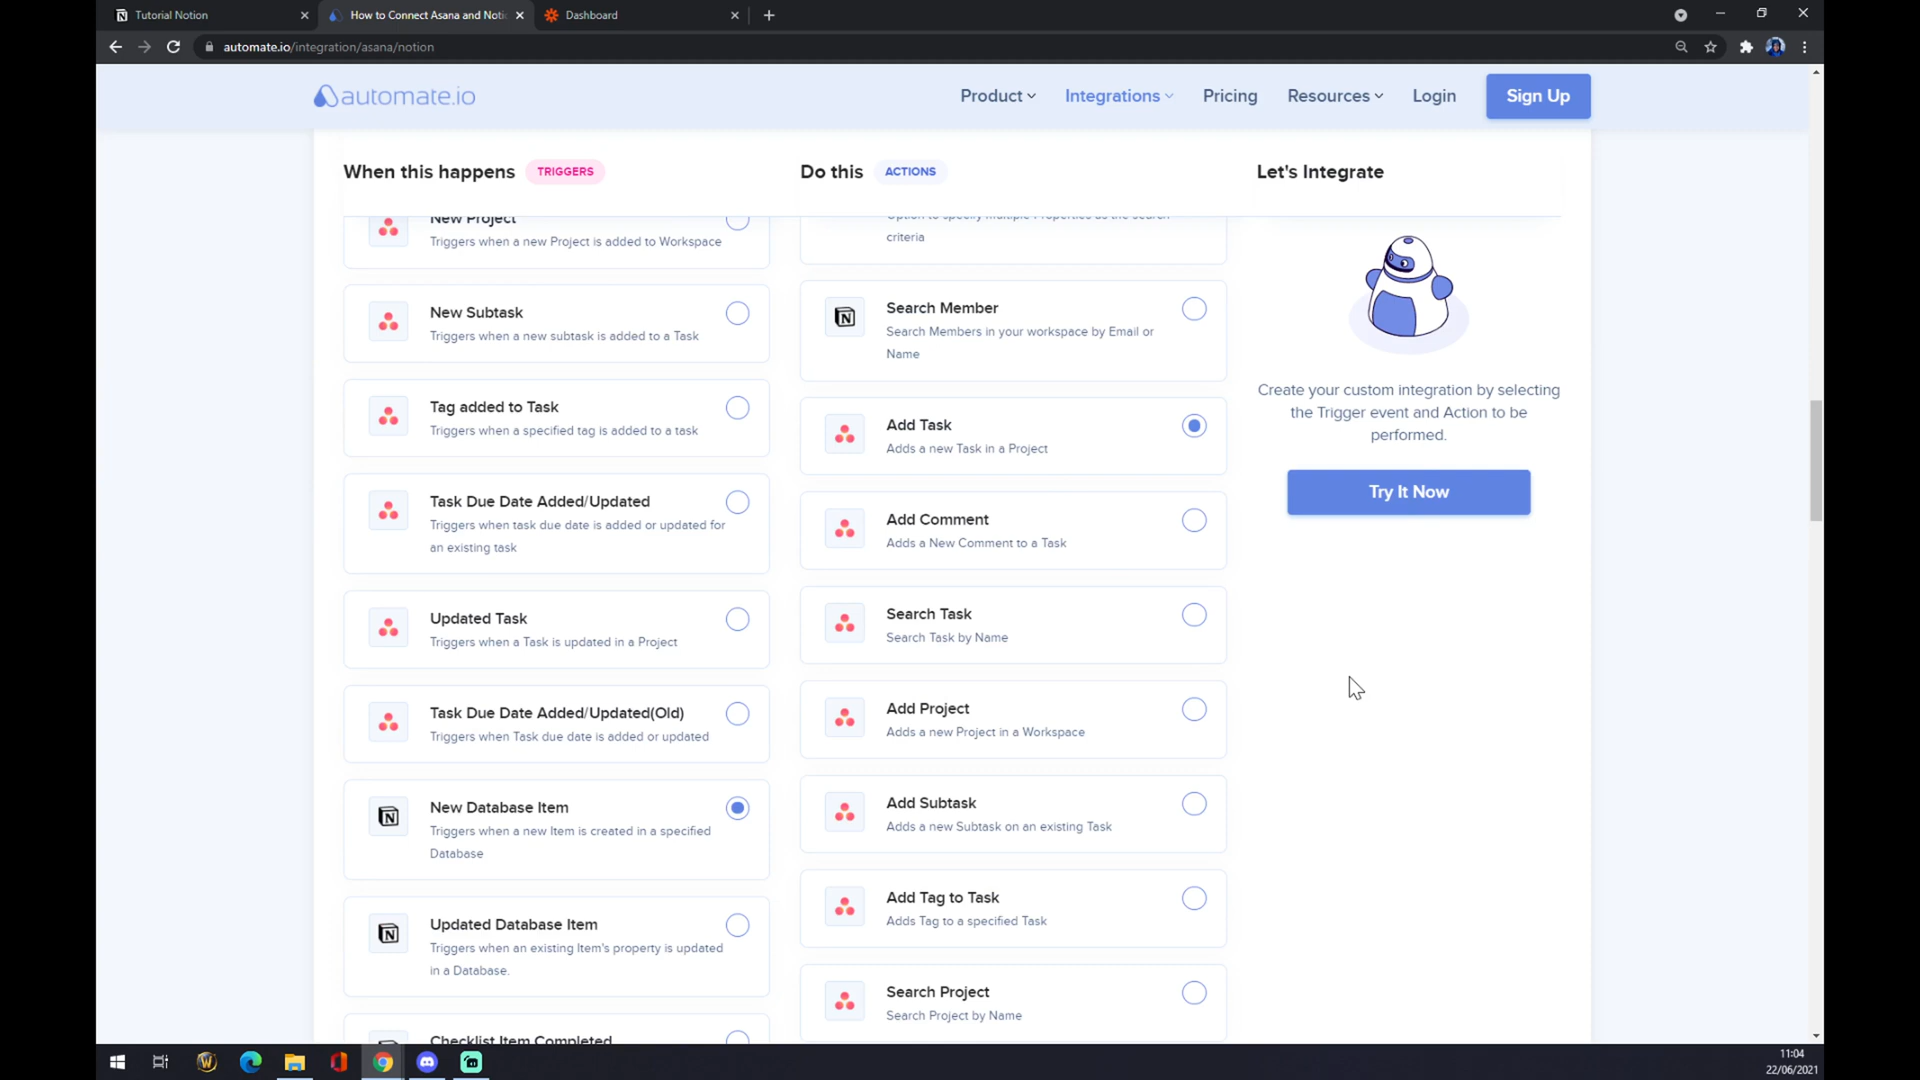 Tutorial Notion
How to Connect Asana and Noti
Dashboard
automate.io/integration/asana/notion
automate.io
Product
Integrations
Pricing
Resources
Login
Sign Up
When this happens
TRIGGERS
Do this
ACTIONS
Let's Integrate
New Project
Triggers when a new Project is added to Workspace
New Subtask
Triggers when a new subtask is added to a Task
Tag added to Task
Triggers when a specified tag is added to a task
Task Due Date Added/Updated
Triggers when task due date is added or updated for
an existing task
Updated Task
Triggers when a Task is updated in a Project
Task Due Date Added/Updated(Old)
Triggers when Task due date is added or updated
New Database Item
Triggers when a new Item is created in a specified
Database
Updated Database Item
Triggers when an existing Item's property is updated
in a Database.
Checklist Item Completed
Option to specify multiple Properties as the search
criteria
Search Member
Search Members in your workspace by Email or
Name
Add Task
Adds a new Task in a Project
Add Comment
Adds a New Comment to a Task
Search Task
Search Task by Name
Add Project
Adds a new Project in a Workspace
Add Subtask
Adds a new Subtask on an existing Task
Add Tag to Task
Adds Tag to a specified Task
Search Project
Search Project by Name
Create your custom integration by selecting
the Trigger event and Action to be
performed.
Try It Now
11:04
22/06/2021